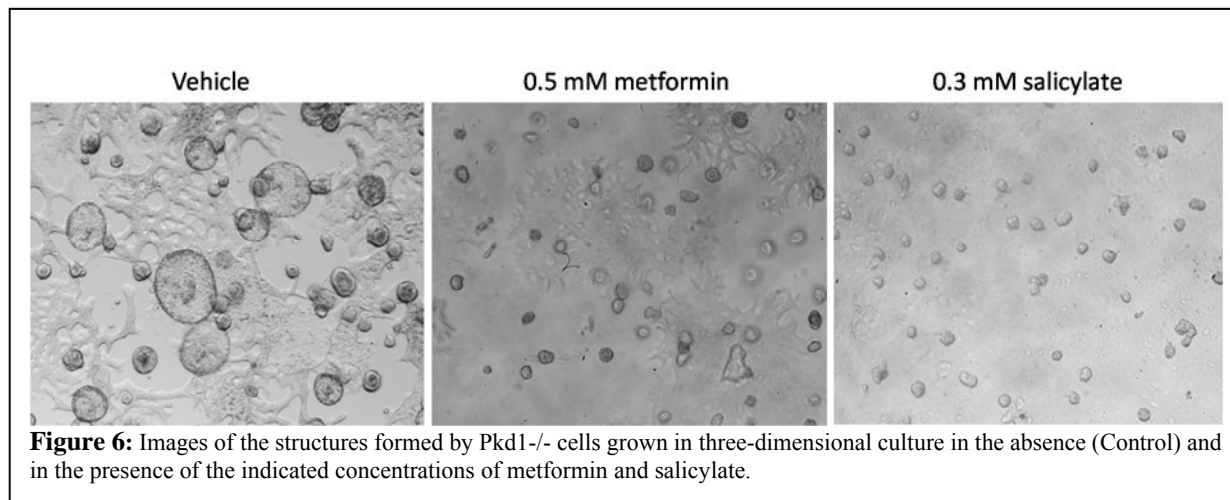 Vehicle
0.5 mM metformin
0.3 mM salicylate
Figure 6: Images of the structures formed by Pkd1-/- cells grown in three-dimensional culture in the absence (Control) and
in the presence of the indicated concentrations of metformin and salicylate.